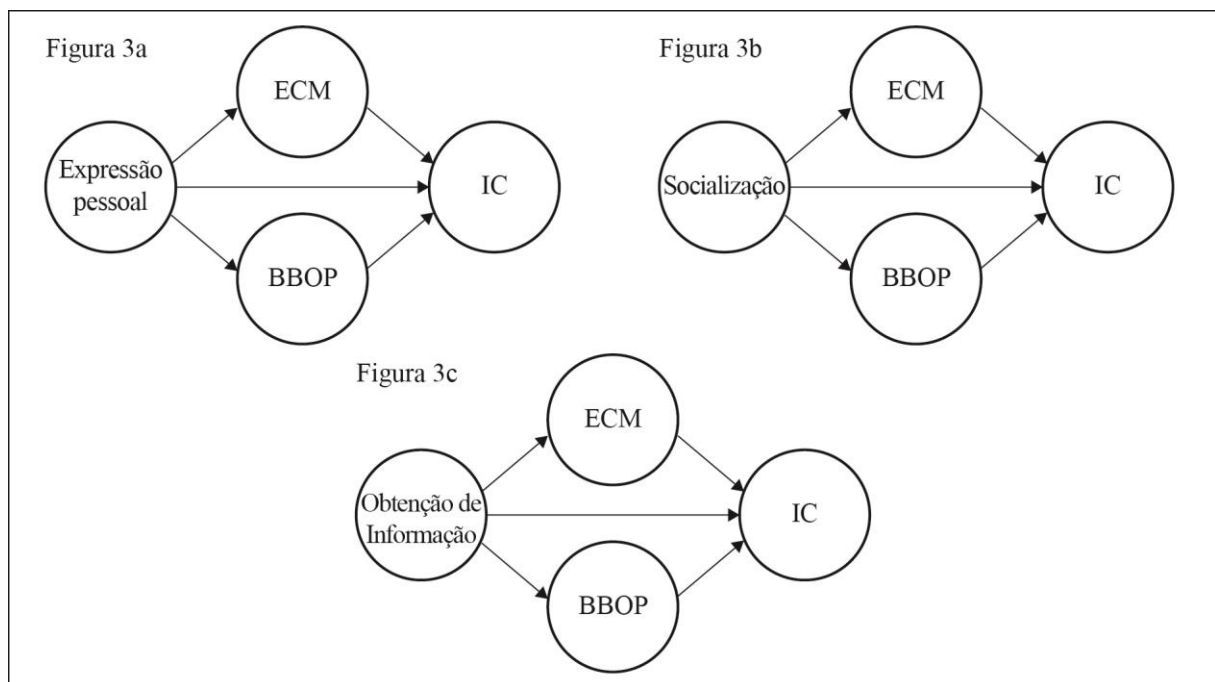 Figura 3a
ECM
Expressão
pessoal
IC
BBOP
Figura 3b
ECM
Socialização
IC
BBOP
Figura 3c
ECM
Obtenção de
Informação
IC
BBOP